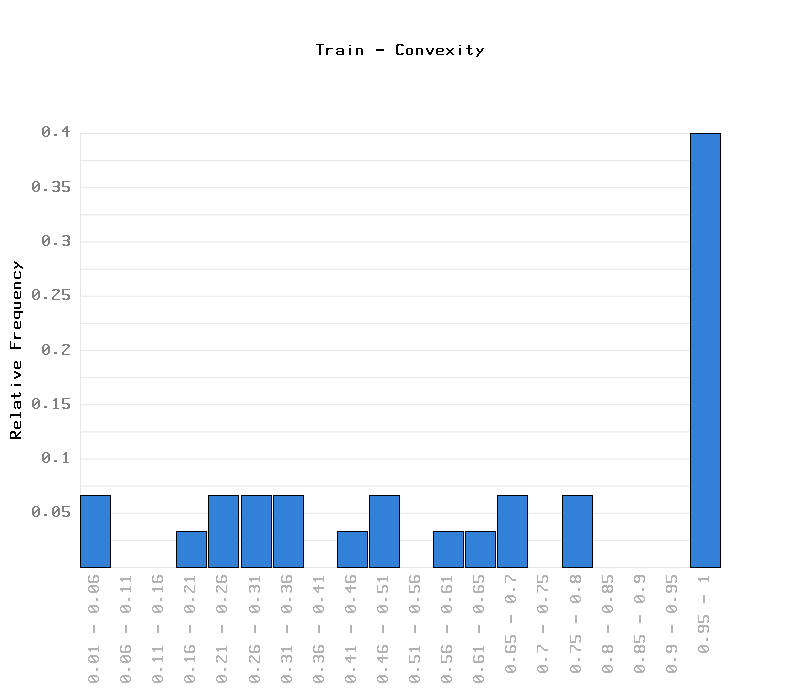 Train - Convexity
Relative Frequency
0.4
0.35
0.3
0.25
0.2
0.15
0.1
0.05
0.01 - 0.06
0.06 - 0.11
0.11 - 0.16
0.16 - 0.21
0.21 - 0.26
0.26 - 0.31
0.31 - 0.36
0.36 - 0.41
0.41 - 0.46
0.46 - 0.51
0.51 - 0.56
0.56 - 0.61
0.61 - 0.65
0.65 - 0.7
0.7 - 0.75
0.75 - 0.8
0.8 - 0.85
0.85 - 0.9
0.9 - 0.95
0.95 - 1